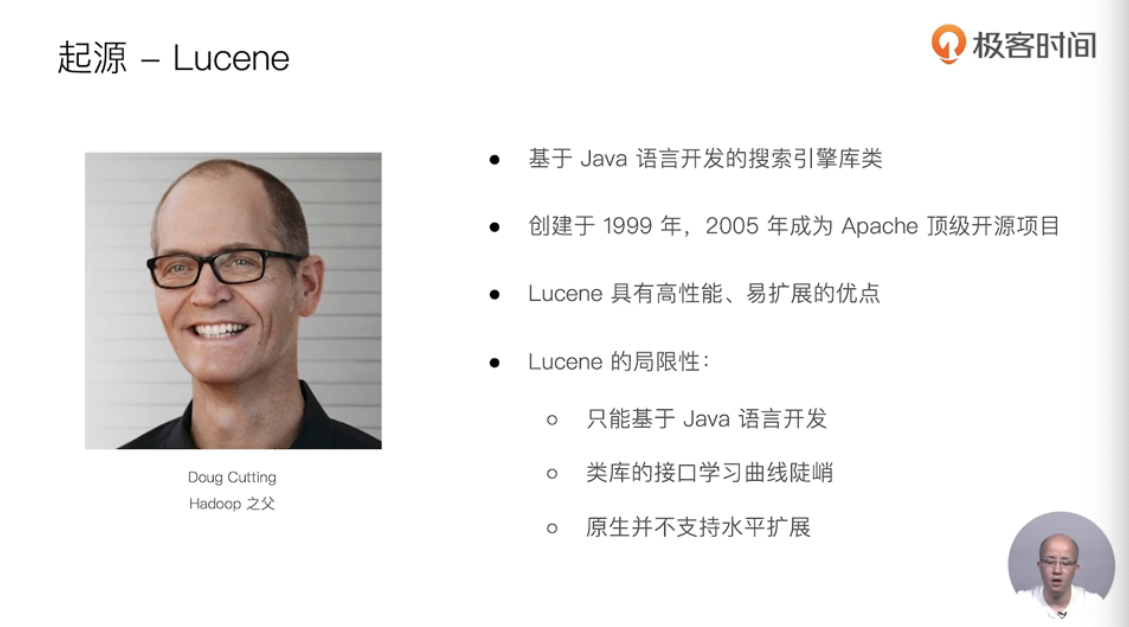 起源 – Lucene
极客时间
基于 Java 语言开发的搜索引擎库类
创建于 1999 年，2005 年成为 Apache 顶级开源项目
Lucene 具有高性能、易扩展的优点
Lucene 的局限性：
只能基于 Java 语言开发
类库的接口学习曲线陡峭
原生并不支持水平扩展
Doug Cutting
Hadoop 之父